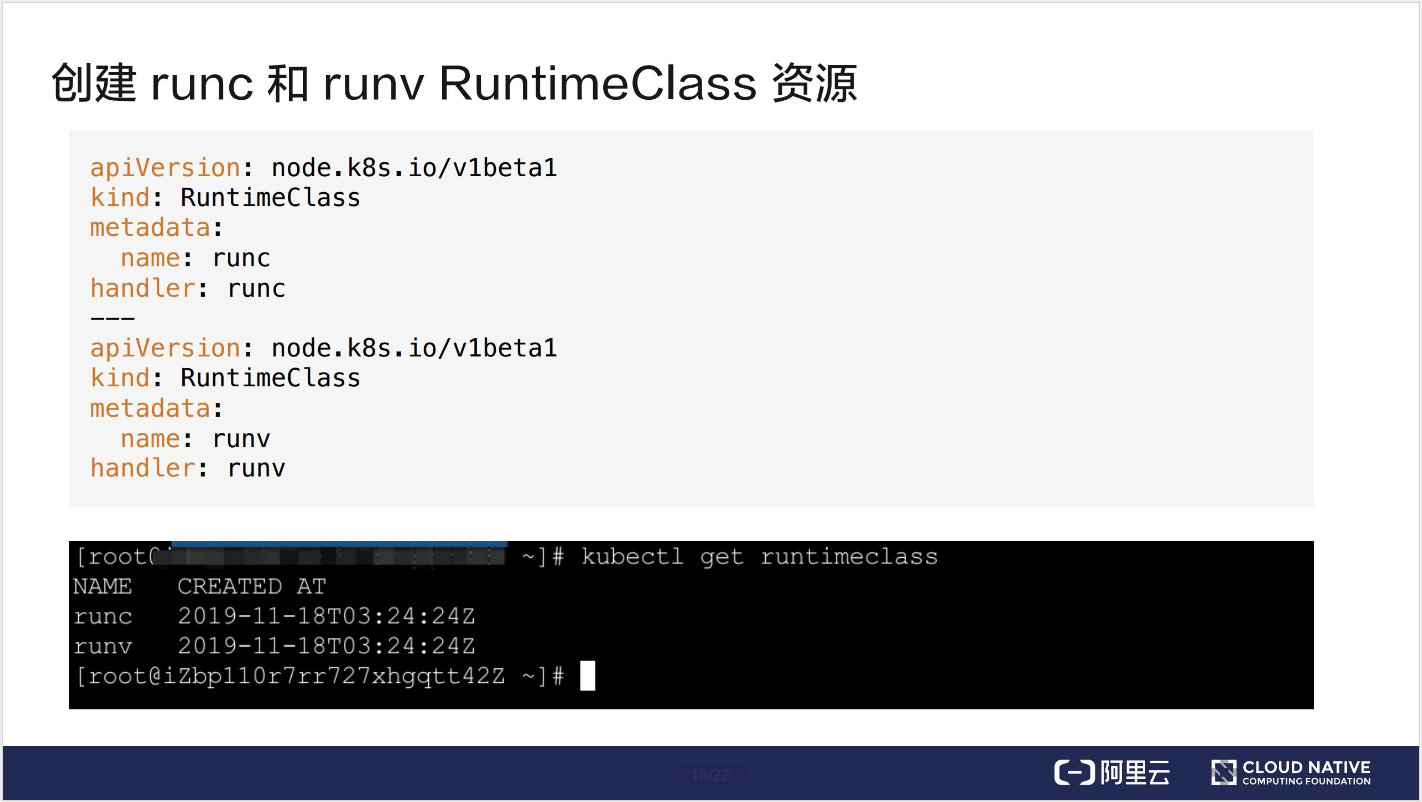 创建 runc 和 runv RuntimeClass 资源
apiVersion: node.k8s.io/v1beta1
kind: RuntimeClass
metadata:
  name: runc
handler: runc
---
apiVersion: node.k8s.io/v1beta1
kind: RuntimeClass
metadata:
  name: runv
handler: runv
[root@ ~]# kubectl get runtimeclass
NAME   CREATED AT
runc   2019-11-18T03:24:24Z
runv   2019-11-18T03:24:24Z
[root@iZbp110r7rr727xhgqtt42Z ~]#
18/22
阿里云
CLOUD NATIVE
COMPUTING FOUNDATION